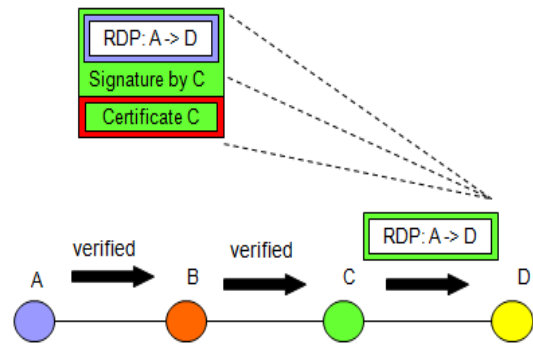 RDP: A -> D
Signature by C
Certificate C
RDP: A -> D
verified
verified
A
B
C
D